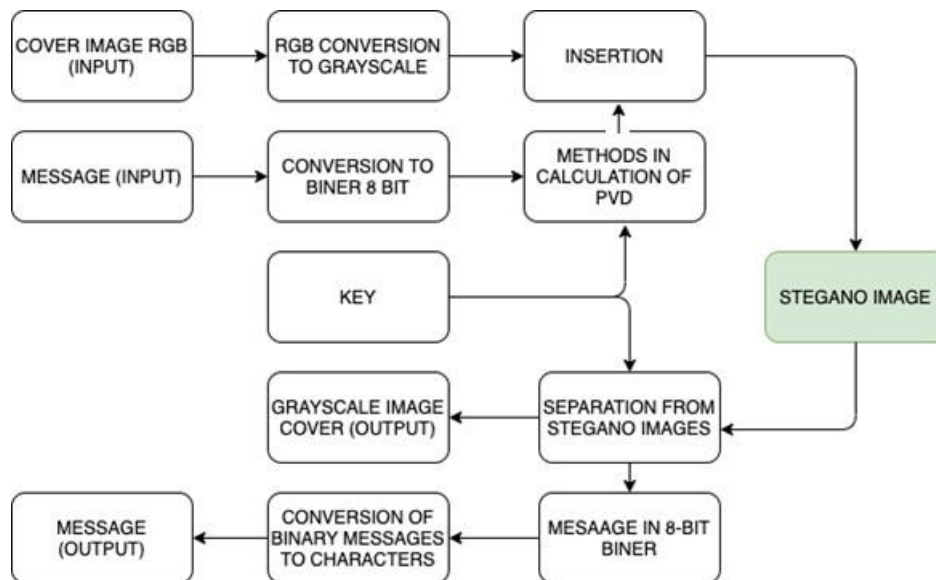 COVER IMAGE RGB
(INPUT)
RGB CONVERSION
TO GRAYSCALE
INSERTION
MESSAGE (INPUT)
CONVERSION TO
BINER 8 BIT
METHODS IN
CALCULATION OF
PVD
KEY
STEGANO IMAGE
GRAYSCALE IMAGE
COVER (OUTPUT)
SEPARATION FROM
STEGANO IMAGES
MESSAGE
(OUTPUT)
CONVERSION OF
BINARY MESSAGES
TO CHARACTERS
MESAAGE IN 8-BIT
BINER